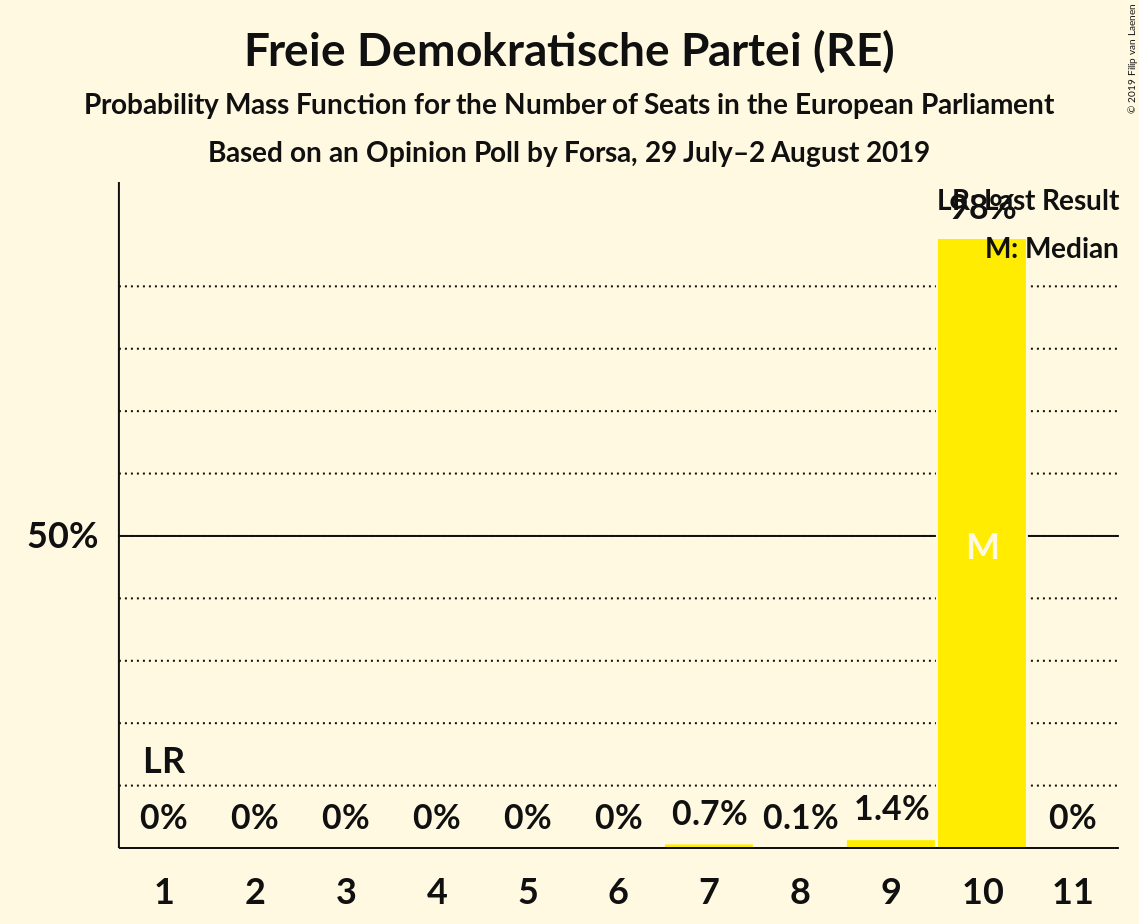 Freie Demokratische Partei (RE)
Probability Mass Function for the Number of Seats in the European Parliament
Based on an Opinion Poll by Forsa, 29 July–2 August 2019
© 2019 Filip van Laenen
LR: Last Result
98%
M: Median
50%
M
LR
0% 0% 0% 0% 0% 0% 0.7% 0.1% 1.4% 0%
1 2 3 4 5 6 7 8 9 10 11